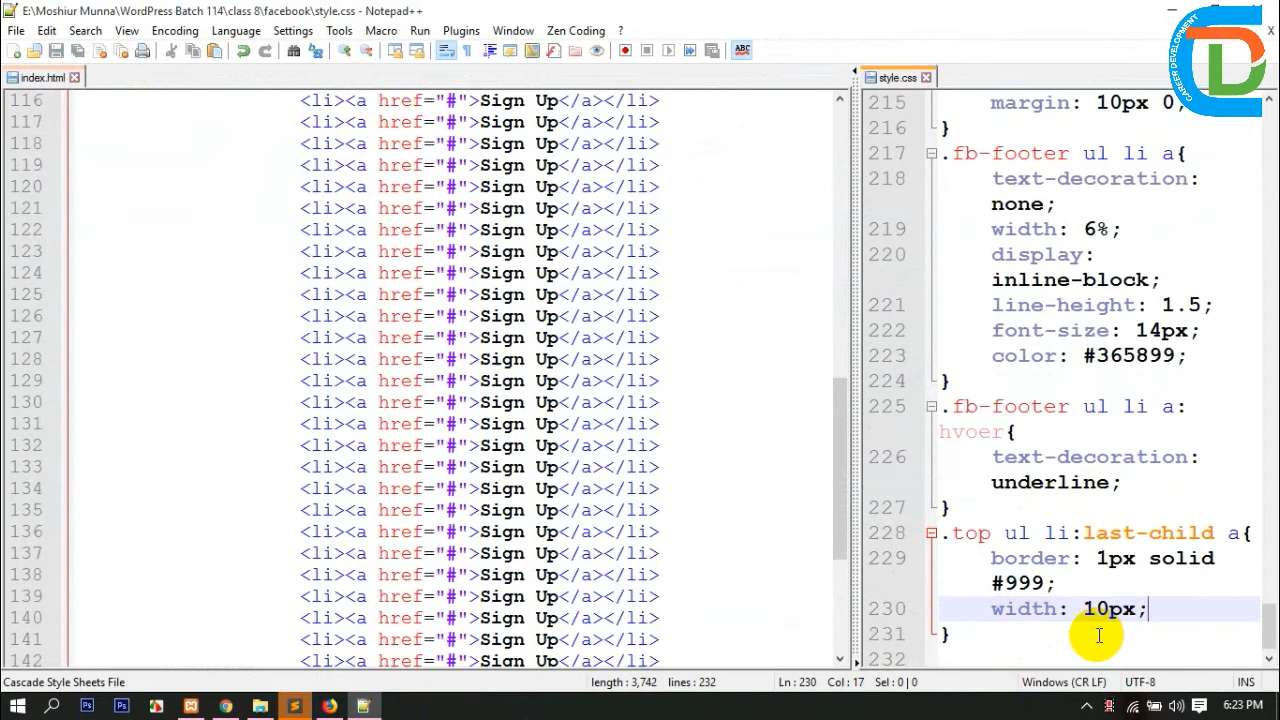 E:\Moshiur Munna\WordPress Batch 114\class 8\facebook\style.css - Notepad++
File Edit Search View Encoding Language Settings Tools Macro Run Plugins Window Zen Coding ? X
index.html
style.css
116 <li><a href="#">Sign Up</a></li>
117 <li><a href="#">Sign Up</a></li>
118 <li><a href="#">Sign Up</a></li>
119 <li><a href="#">Sign Up</a></li>
120 <li><a href="#">Sign Up</a></li>
121 <li><a href="#">Sign Up</a></li>
122 <li><a href="#">Sign Up</a></li>
123 <li><a href="#">Sign Up</a></li>
124 <li><a href="#">Sign Up</a></li>
125 <li><a href="#">Sign Up</a></li>
126 <li><a href="#">Sign Up</a></li>
127 <li><a href="#">Sign Up</a></li>
128 <li><a href="#">Sign Up</a></li>
129 <li><a href="#">Sign Up</a></li>
130 <li><a href="#">Sign Up</a></li>
131 <li><a href="#">Sign Up</a></li>
132 <li><a href="#">Sign Up</a></li>
133 <li><a href="#">Sign Up</a></li>
134 <li><a href="#">Sign Up</a></li>
135 <li><a href="#">Sign Up</a></li>
136 <li><a href="#">Sign Up</a></li>
137 <li><a href="#">Sign Up</a></li>
138 <li><a href="#">Sign Up</a></li>
139 <li><a href="#">Sign Up</a></li>
140 <li><a href="#">Sign Up</a></li>
141 <li><a href="#">Sign Up</a></li>
142 <li><a href="#">Sign Up</a></li>
215 margin: 10px 0;
216 }
217 .fb-footer ul li a{
218 text-decoration:
none;
219 width: 6%;
220 display:
inline-block;
221 line-height: 1.5;
222 font-size: 14px;
223 color: #365899;
224 }
225 .fb-footer ul li a:
hvoer{
226 text-decoration:
underline;
227 }
228 .top ul li:last-child a{
229 border: 1px solid
#999;
230 width: 10px;
231 }
232
CAREER DEVELOPMENT
Cascade Style Sheets File length : 3,742 lines : 232 Ln : 230 Col : 17 Sel : 0 | 0 Windows (CR LF) UTF-8 INS
6:23 PM